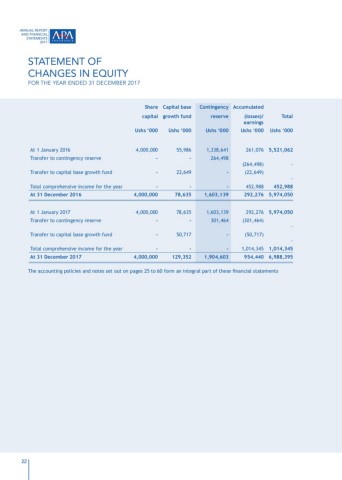 ANNUAL REPORT
AND FINANCIAL
STATEMENTS
2017
APA
STATEMENT OF
CHANGES IN EQUITY
FOR THE YEAR ENDED 31 DECEMBER 2017
Share Capital base Contingency Accumulated
capital growth fund reserve (losses)/ Total
earnings
Ushs ‘000 Ushs ‘000 Ushs ‘000 Ushs ‘000 Ushs ‘000
At 1 January 2016 4,000,000 55,986 1,338,641 261,076 5,521,062
Transfer to contingency reserve - - 264,498
(264,498) -
Transfer to capital base growth fund - 22,649 - (22,649)
-
Total comprehensive income for the year - - - 452,988 452,988
At 31 December 2016 4,000,000 78,635 1,603,139 292,276 5,974,050
At 1 January 2017 4,000,000 78,635 1,603,139 292,276 5,974,050
Transfer to contingency reserve - - 301,464 (301,464)
-
Transfer to capital base growth fund - 50,717 - (50,717)
-
Total comprehensive income for the year - - - 1,014,345 1,014,345
At 31 December 2017 4,000,000 129,352 1,904,603 954,440 6,988,395
The accounting policies and notes set out on pages 25 to 60 form an integral part of these financial statements
22